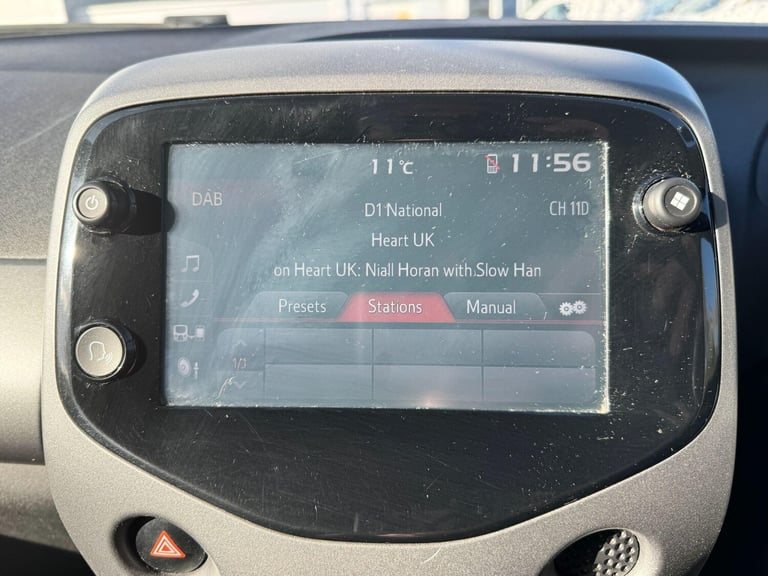 11°C 11:56
DAB
D1 National CH 11D
Heart UK
on Heart UK: Niall Horan with Slow Han
Presets Stations Manual
1/1